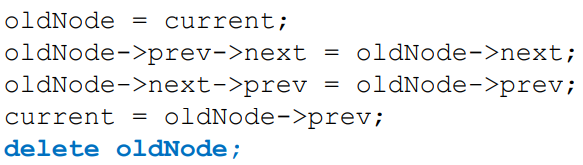 oldNode = current;
oldNode->prev->next = oldNode->next;
oldNode->next->prev = oldNode->prev;
current = oldNode->prev;
delete oldNode;